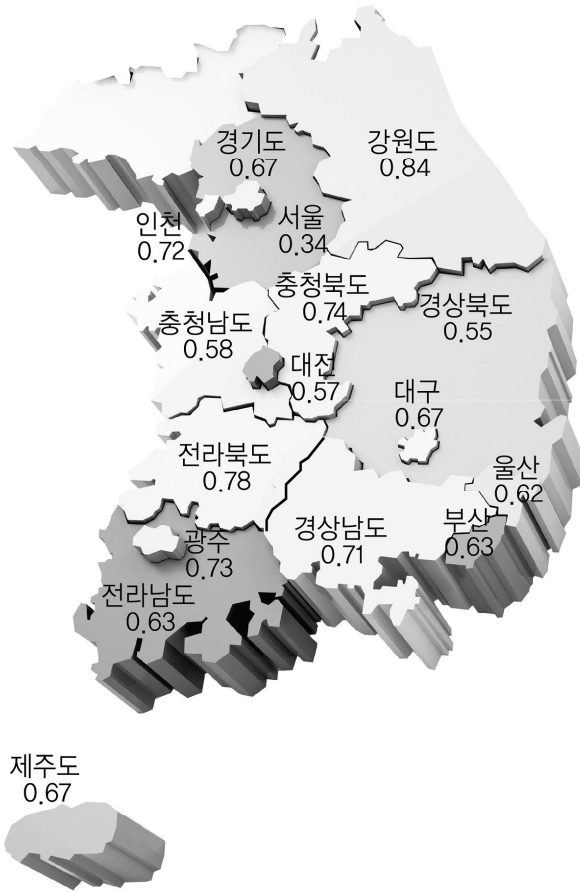 경기도
0.67
강원도
0.84
인천
0.72
서울
0.34
충청북도
0.74
경상북도
0.55
충청남도
0.58
대전
0.57
대구
0.67
전라북도
0.78
울산
0.62
부산
0.63
경상남도
0.71
광주
0.73
전라남도
0.63
제주도
0.67